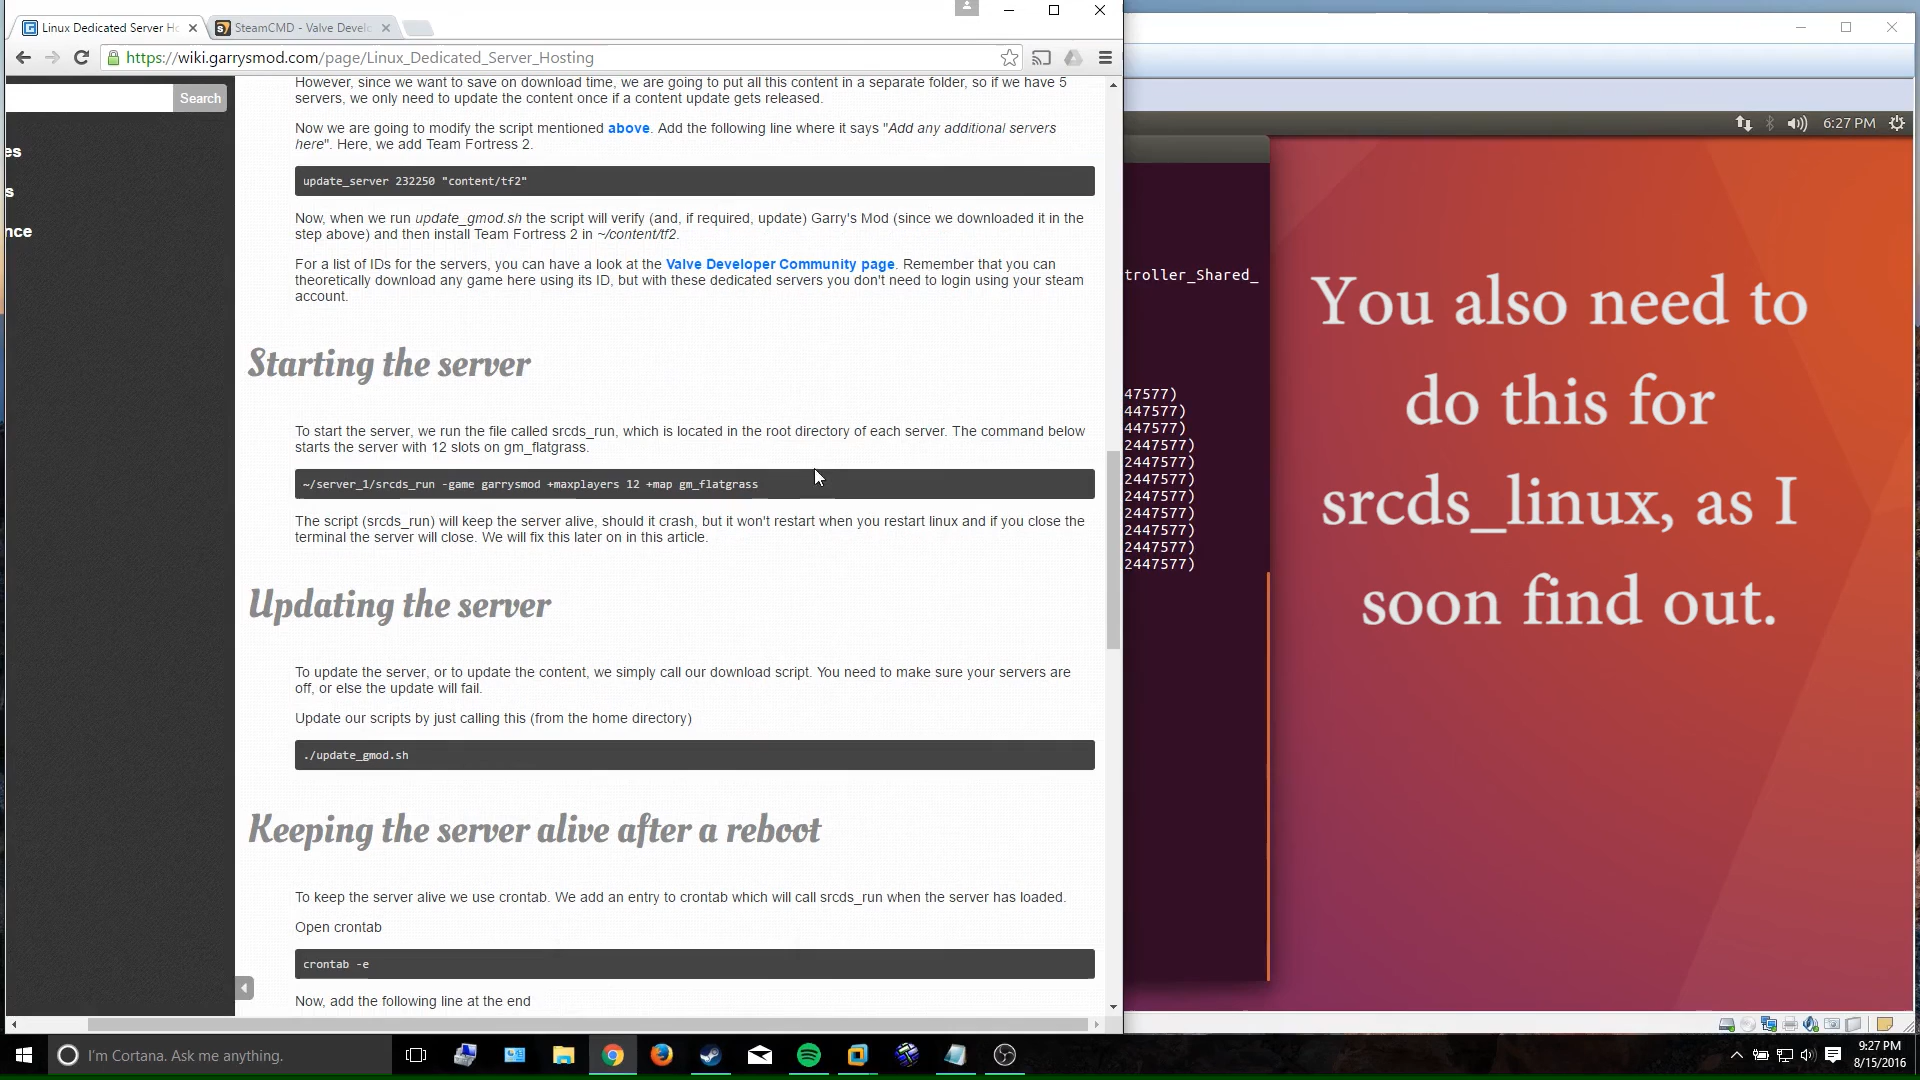 Linux Dedicated Server H
SteamCMD - Valve Develo
https://wiki.garrysmod.com/page/Linux_Dedicated_Server_Hosting
Search
es
s
nce
However, since we want to save on download time, we are going to put all this content in a separate folder, so if we have 5
servers, we only need to update the content once if a content update gets released.
Now we are going to modify the script mentioned above. Add the following line where it says "Add any additional servers
here". Here, we add Team Fortress 2.
update_server 232250 "content/tf2"
Now, when we run update_gmod.sh the script will verify (and, if required, update) Garry's Mod (since we downloaded it in the
step above) and then install Team Fortress 2 in ~/content/tf2.
For a list of IDs for the servers, you can have a look at the Valve Developer Community page. Remember that you can
theoretically download any game here using its ID, but with these dedicated servers you don't need to login using your steam
account.
Starting the server
To start the server, we run the file called srcds_run, which is located in the root directory of each server. The command below
starts the server with 12 slots on gm_flatgrass.
~/server_1/srcds_run -game garrysmod +maxplayers 12 +map gm_flatgrass
The script (srcds_run) will keep the server alive, should it crash, but it won't restart when you restart linux and if you close the
terminal the server will close. We will fix this later on in this article.
Updating the server
To update the server, or to update the content, we simply call our download script. You need to make sure your servers are
off, or else the update will fail.
Update our scripts by just calling this (from the home directory)
./update_gmod.sh
Keeping the server alive after a reboot
To keep the server alive we use crontab. We add an entry to crontab which will call srcds_run when the server has loaded.
Open crontab
crontab -e
Now, add the following line at the end
6:27 PM
troller_Shared_
47577)
447577)
447577)
2447577)
2447577)
2447577)
2447577)
2447577)
2447577)
2447577)
2447577)
You also need to
do this for
srcds_linux, as I
soon find out.
I'm Cortana. Ask me anything.
9:27 PM
8/15/2016